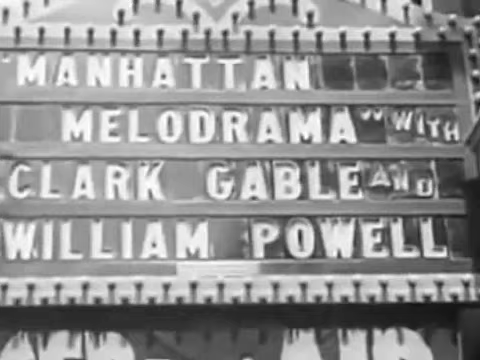 "MANHATTAN
MELODRAMA" WITH
CLARK GABLE AND
WILLIAM POWELL